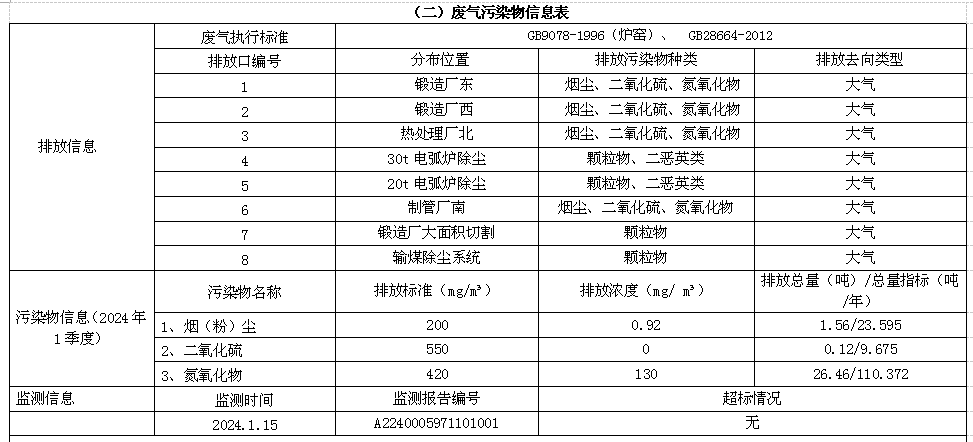 （二）废气污染物信息表
排放信息 废气执行标准 GB9078-1996（炉窑）、 GB28664-2012
排放口编号 分布位置 排放污染物种类 排放去向类型
1 锻造厂东 烟尘、二氧化硫、氮氧化物 大气
2 锻造厂西 烟尘、二氧化硫、氮氧化物 大气
3 热处理厂北 烟尘、二氧化硫、氮氧化物 大气
4 30t电弧炉除尘 颗粒物、二恶英类 大气
5 20t电弧炉除尘 颗粒物、二恶英类 大气
6 制管厂南 烟尘、二氧化硫、氮氧化物 大气
7 锻造厂大面积切割 颗粒物 大气
8 输煤除尘系统 颗粒物 大气
污染物信息（2024年
1季度）
污染物名称 排放标准（mg/m³） 排放浓度（mg/ m³） 排放总量（吨）/总量指标（吨
/年）
1、烟（粉）尘 200 0.92 1.56/23.595
2、二氧化硫 550 0 0.12/9.675
3、氮氧化物 420 130 26.46/110.372
监测信息 监测时间 监测报告编号 超标情况
2024.1.15 A2240005971101001 无